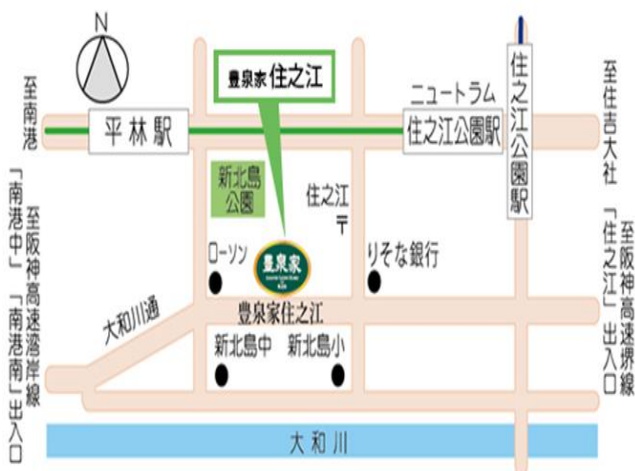 N
豊泉家 住之江
至南港
平林駅
ニュートラム
住之江公園駅
住之江公園駅
至住吉大社
新北島
公園
住之江
〒
ローソン
豊泉家
りそな銀行
豊泉家住之江
大和川通
新北島中
新北島小
至阪神高速湾岸線
「南港中」「南港南」出入口
至阪神高速堺線
「住之江」出入口
大和川